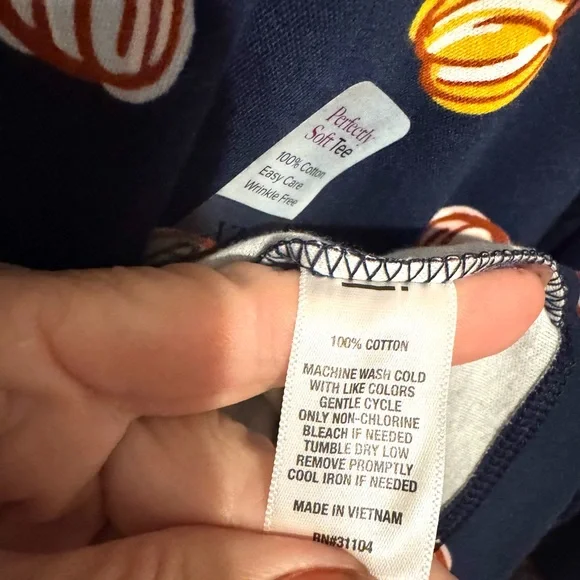 Perfectly
Soft Tee
100% Cotton
Easy Care
Wrinkle Free
100% COTTON
MACHINE WASH COLD
WITH LIKE COLORS
GENTLE CYCLE
ONLY NON-CHLORINE
BLEACH IF NEEDED
TUMBLE DRY LOW
REMOVE PROMPTLY
COOL IRON IF NEEDED
MADE IN VIETNAM
RN#31104